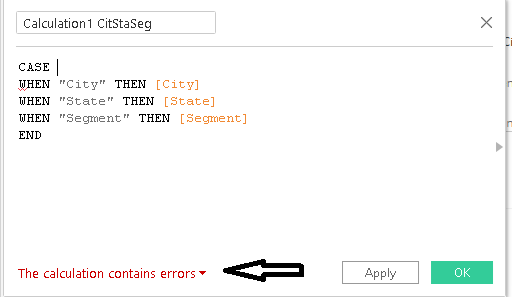 Calculation1 CitStaSeg
CASE
WHEN "City" THEN [City]
WHEN "State" THEN [State]
WHEN "Segment" THEN [Segment]
END
The calculation contains errors
Apply
OK